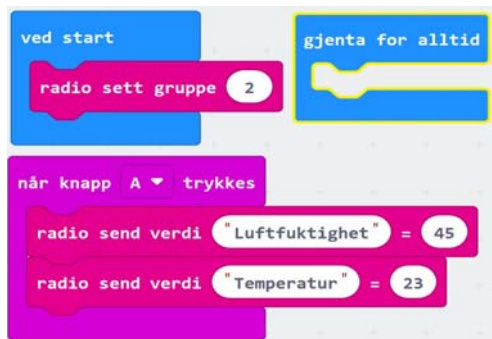 ved start
radio sett gruppe 2
gjenta for alltid
når knapp A trykkes
radio send verdi "Luftfuktighet" = 45
radio send verdi "Temperatur" = 23